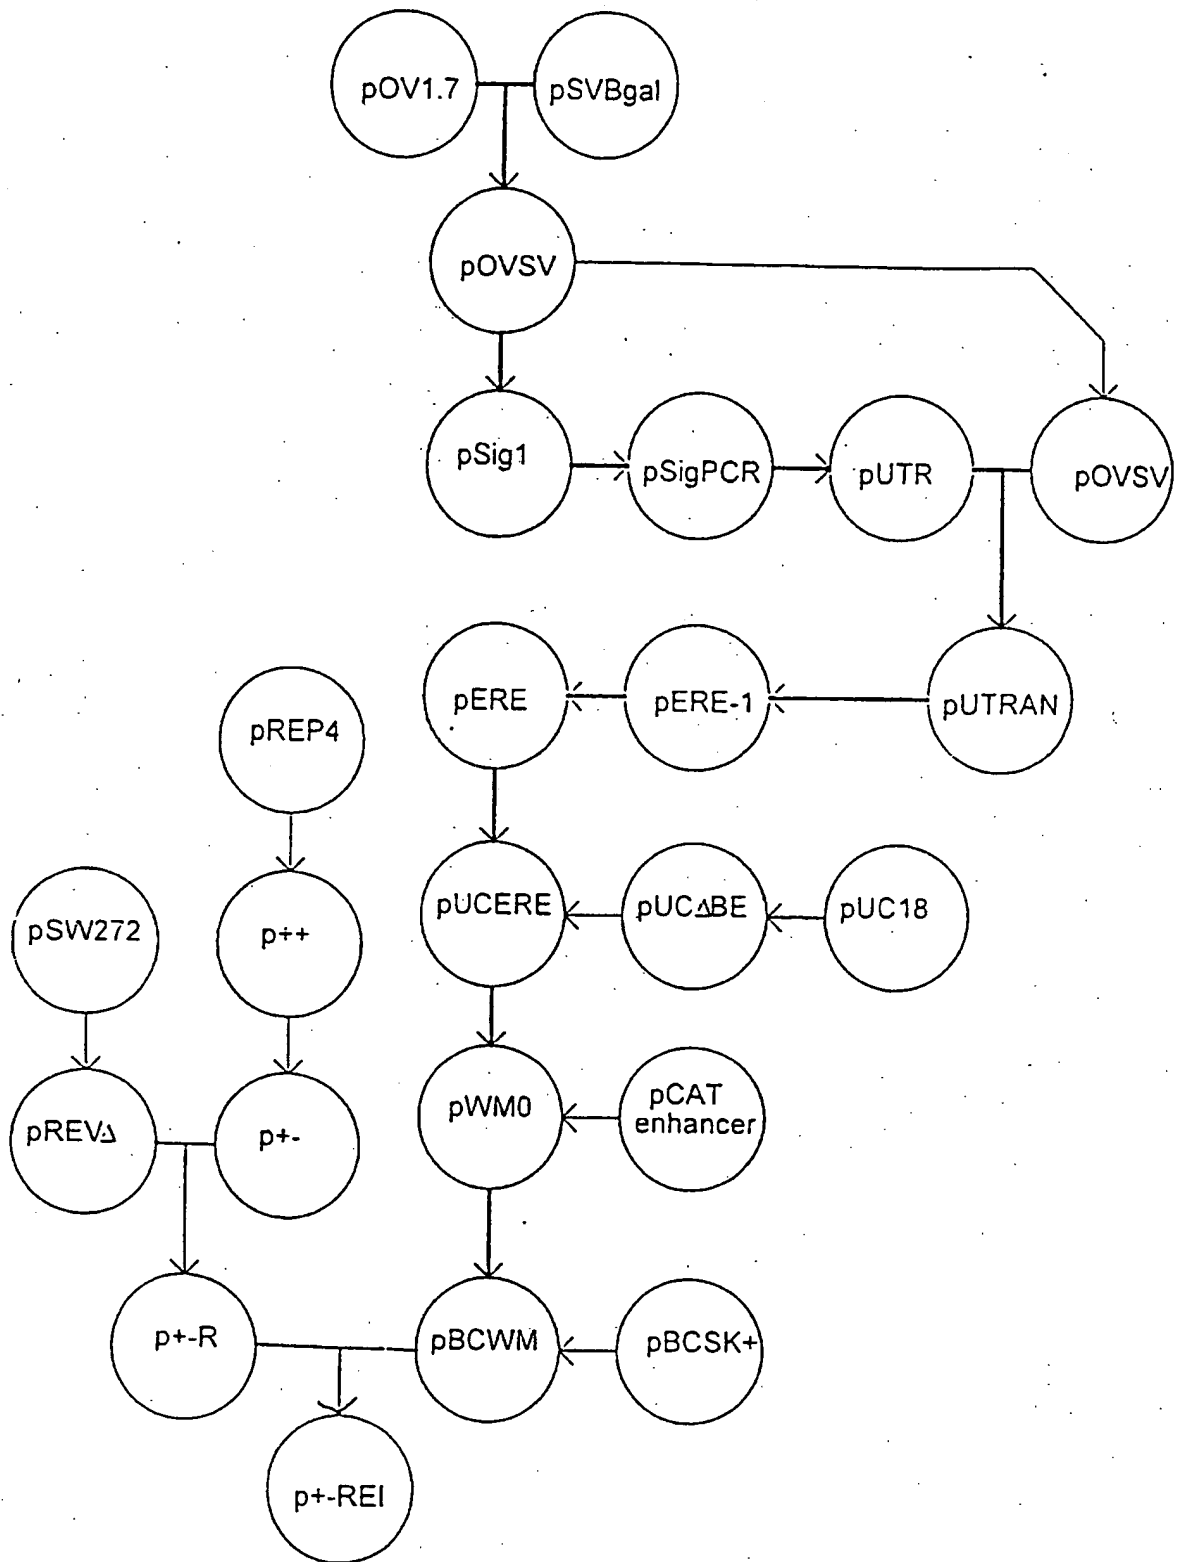 pOV1.7
pSVBgal
pOVSV
pSig1
pSigPCR
pUTR
pOVSV
pERE
pERE-1
pUTRAN
pREP4
pUCERE
pUCΔBE
pUC18
pSW272
p++
pWM0
pCAT
enhancer
pREVΔ
p+-
p+-R
pBCWM
pBCSK+
p+-REI